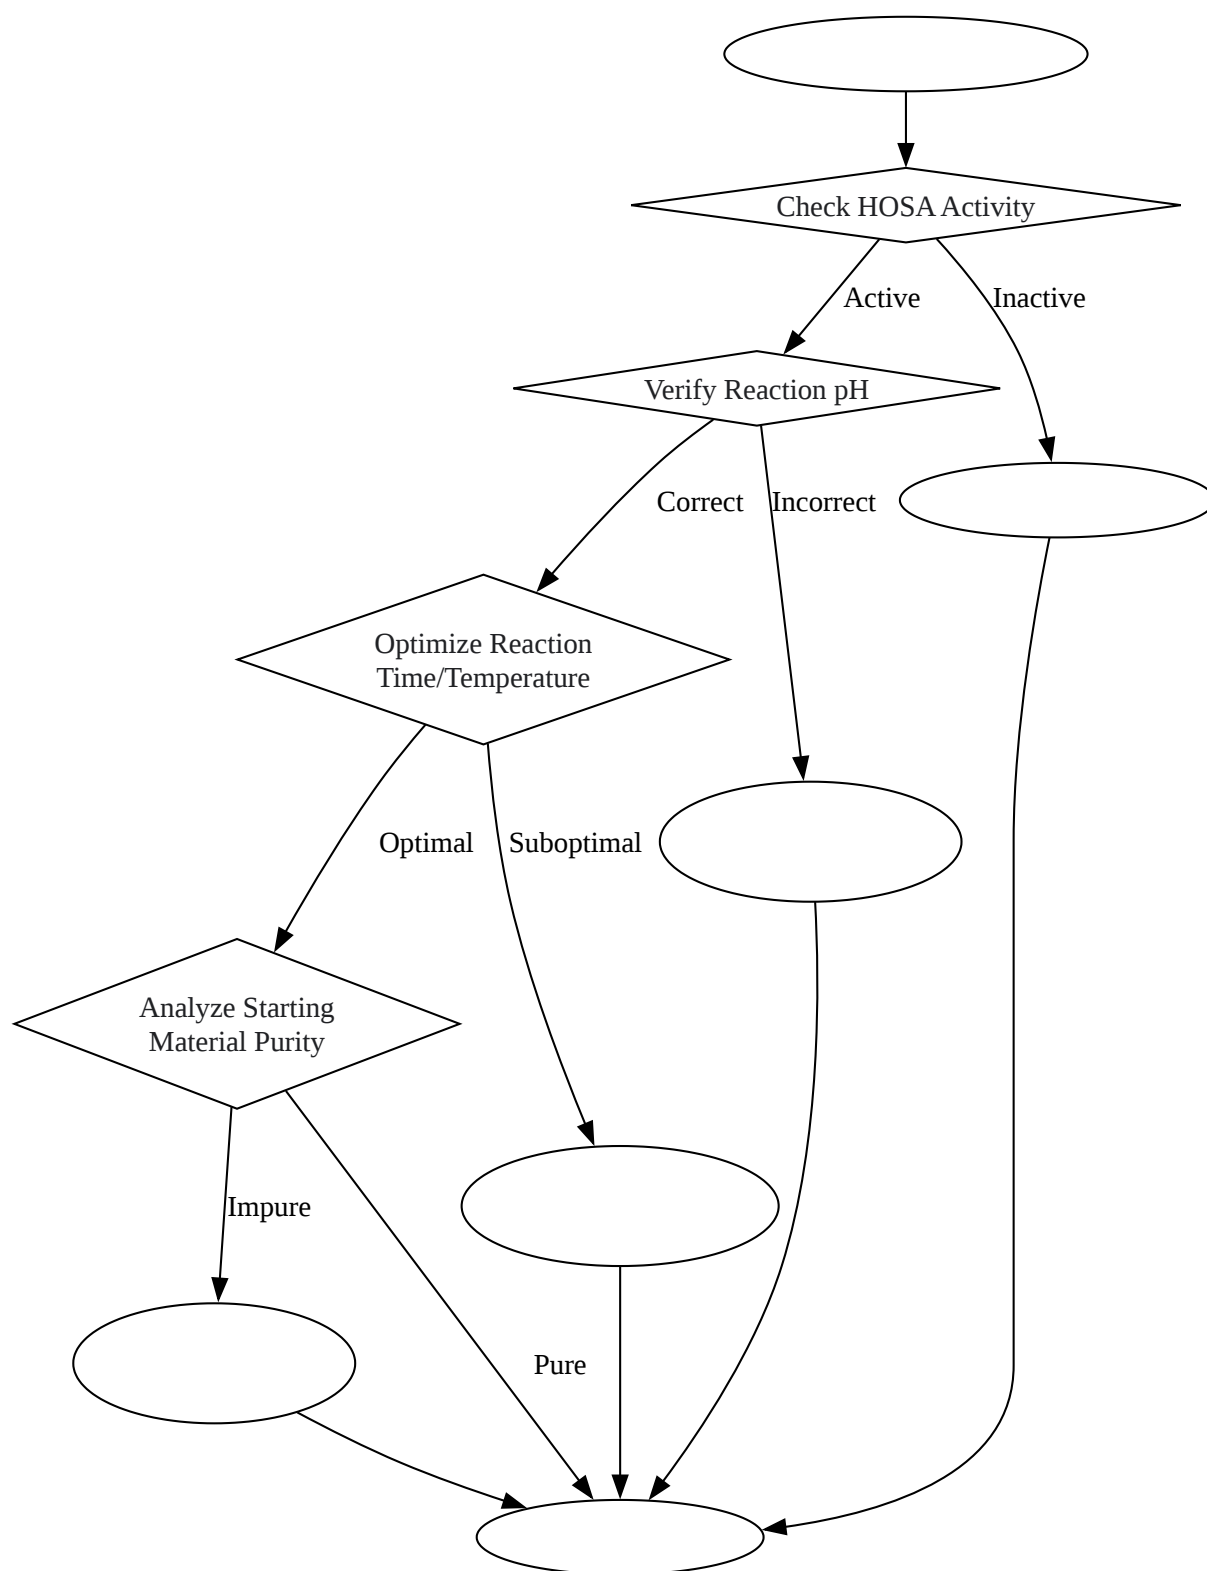 Check HOSA Activity
Active
Inactive
Verify Reaction pH
Correct
Incorrect
Optimize Reaction
Time/Temperature
Optimal
Suboptimal
Analyze Starting
Material Purity
Impure
Pure